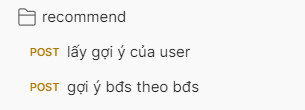 recommend
POST lấy gợi ý của user
POST gợi ý bđs theo bđs